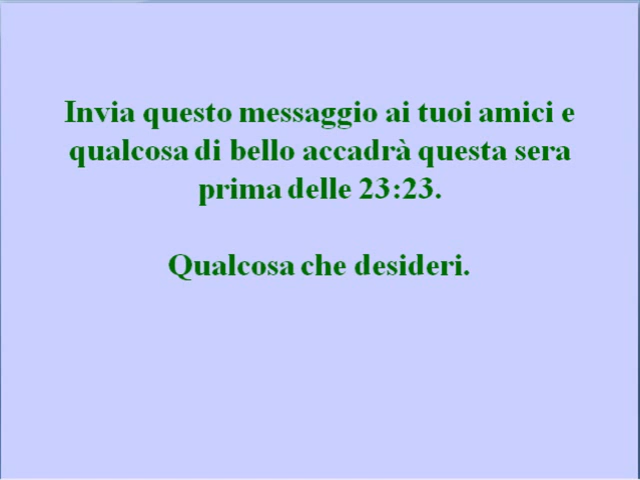 Invia questo messaggio ai tuoi amici e
qualcosa di bello accadrà questa sera
prima delle 23:23.
Qualcosa che desideri.